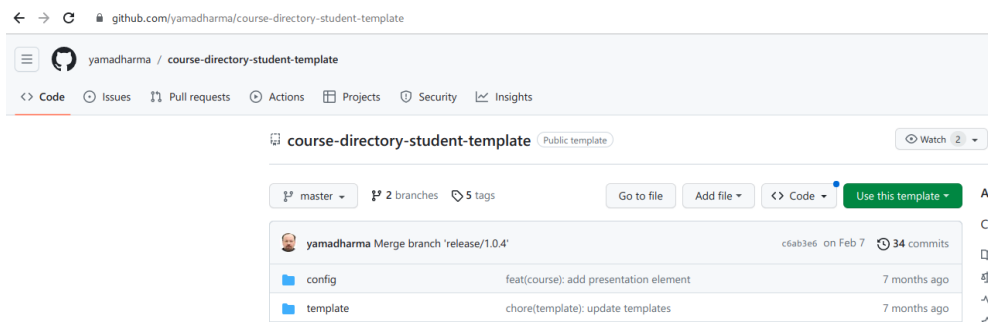 github.com/yamadharma/course-directory-student-template
yamadharma / course-directory-student-template
Code Issues Pull requests Actions Projects Security Insights
course-directory-student-template Public template Watch 2
master 2 branches 5 tags Go to file Add file Code Use this template
yamadharma Merge branch 'release/1.0.4' c6ab3e6 on Feb 7 34 commits
config feat(course): add presentation element 7 months ago
template chore(template): update templates 7 months ago